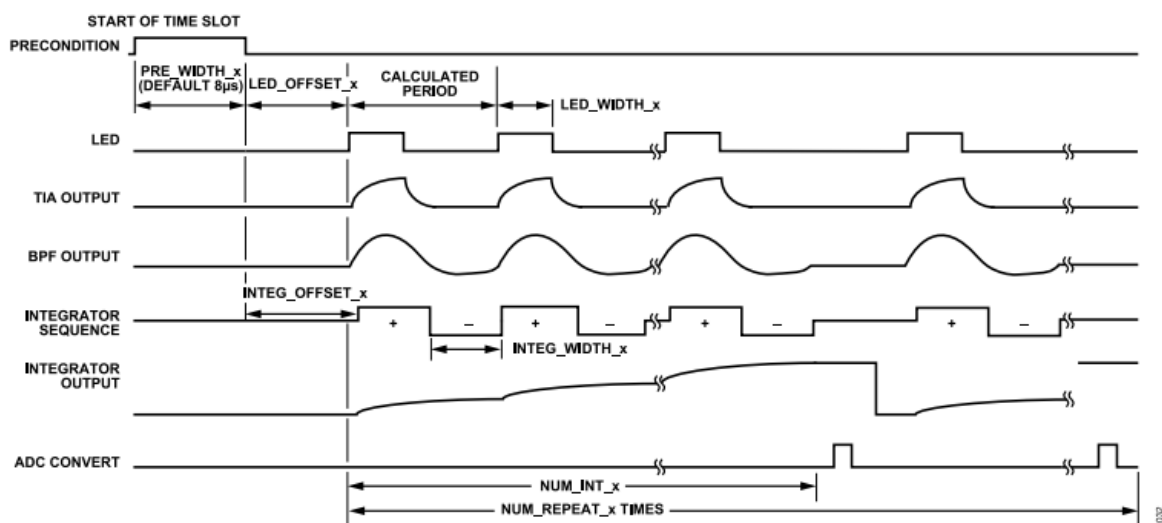 START OF TIME SLOT
PRECONDITION
PRE_WIDTH_x
(DEFAULT 8µs)
LED_OFFSET_x
CALCULATED
PERIOD
LED_WIDTH_x
LED
TIA OUTPUT
BPF OUTPUT
INTEG_OFFSET_x
INTEGRATOR
SEQUENCE
+ – + – + – + –
INTEG_WIDTH_x
INTEGRATOR
OUTPUT
ADC CONVERT
NUM_INT_x
NUM_REPEAT_x TIMES
032